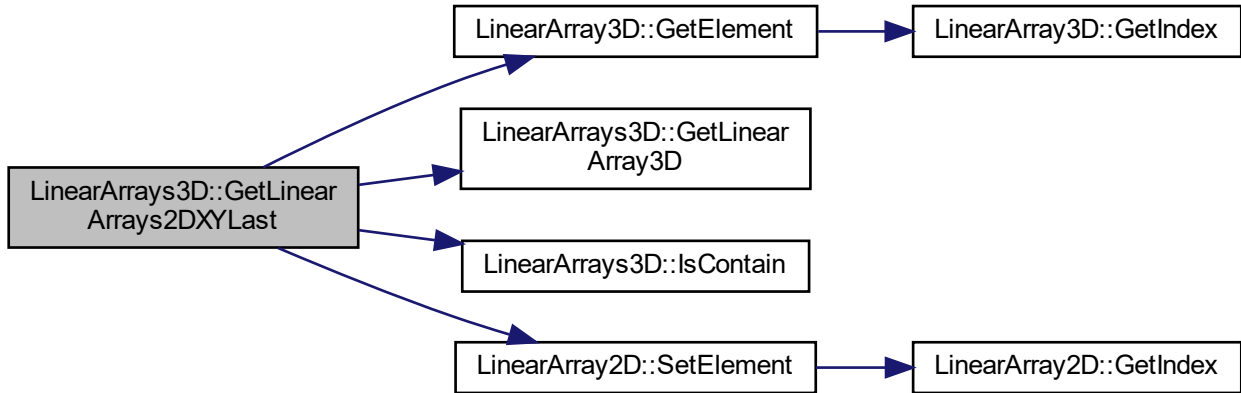 LinearArray3D::GetElement
LinearArray3D::GetIndex
LinearArrays3D::GetLinear
Array3D
LinearArrays3D::GetLinear
Arrays2DXYLast
LinearArrays3D::IsContain
LinearArray2D::SetElement
LinearArray2D::GetIndex